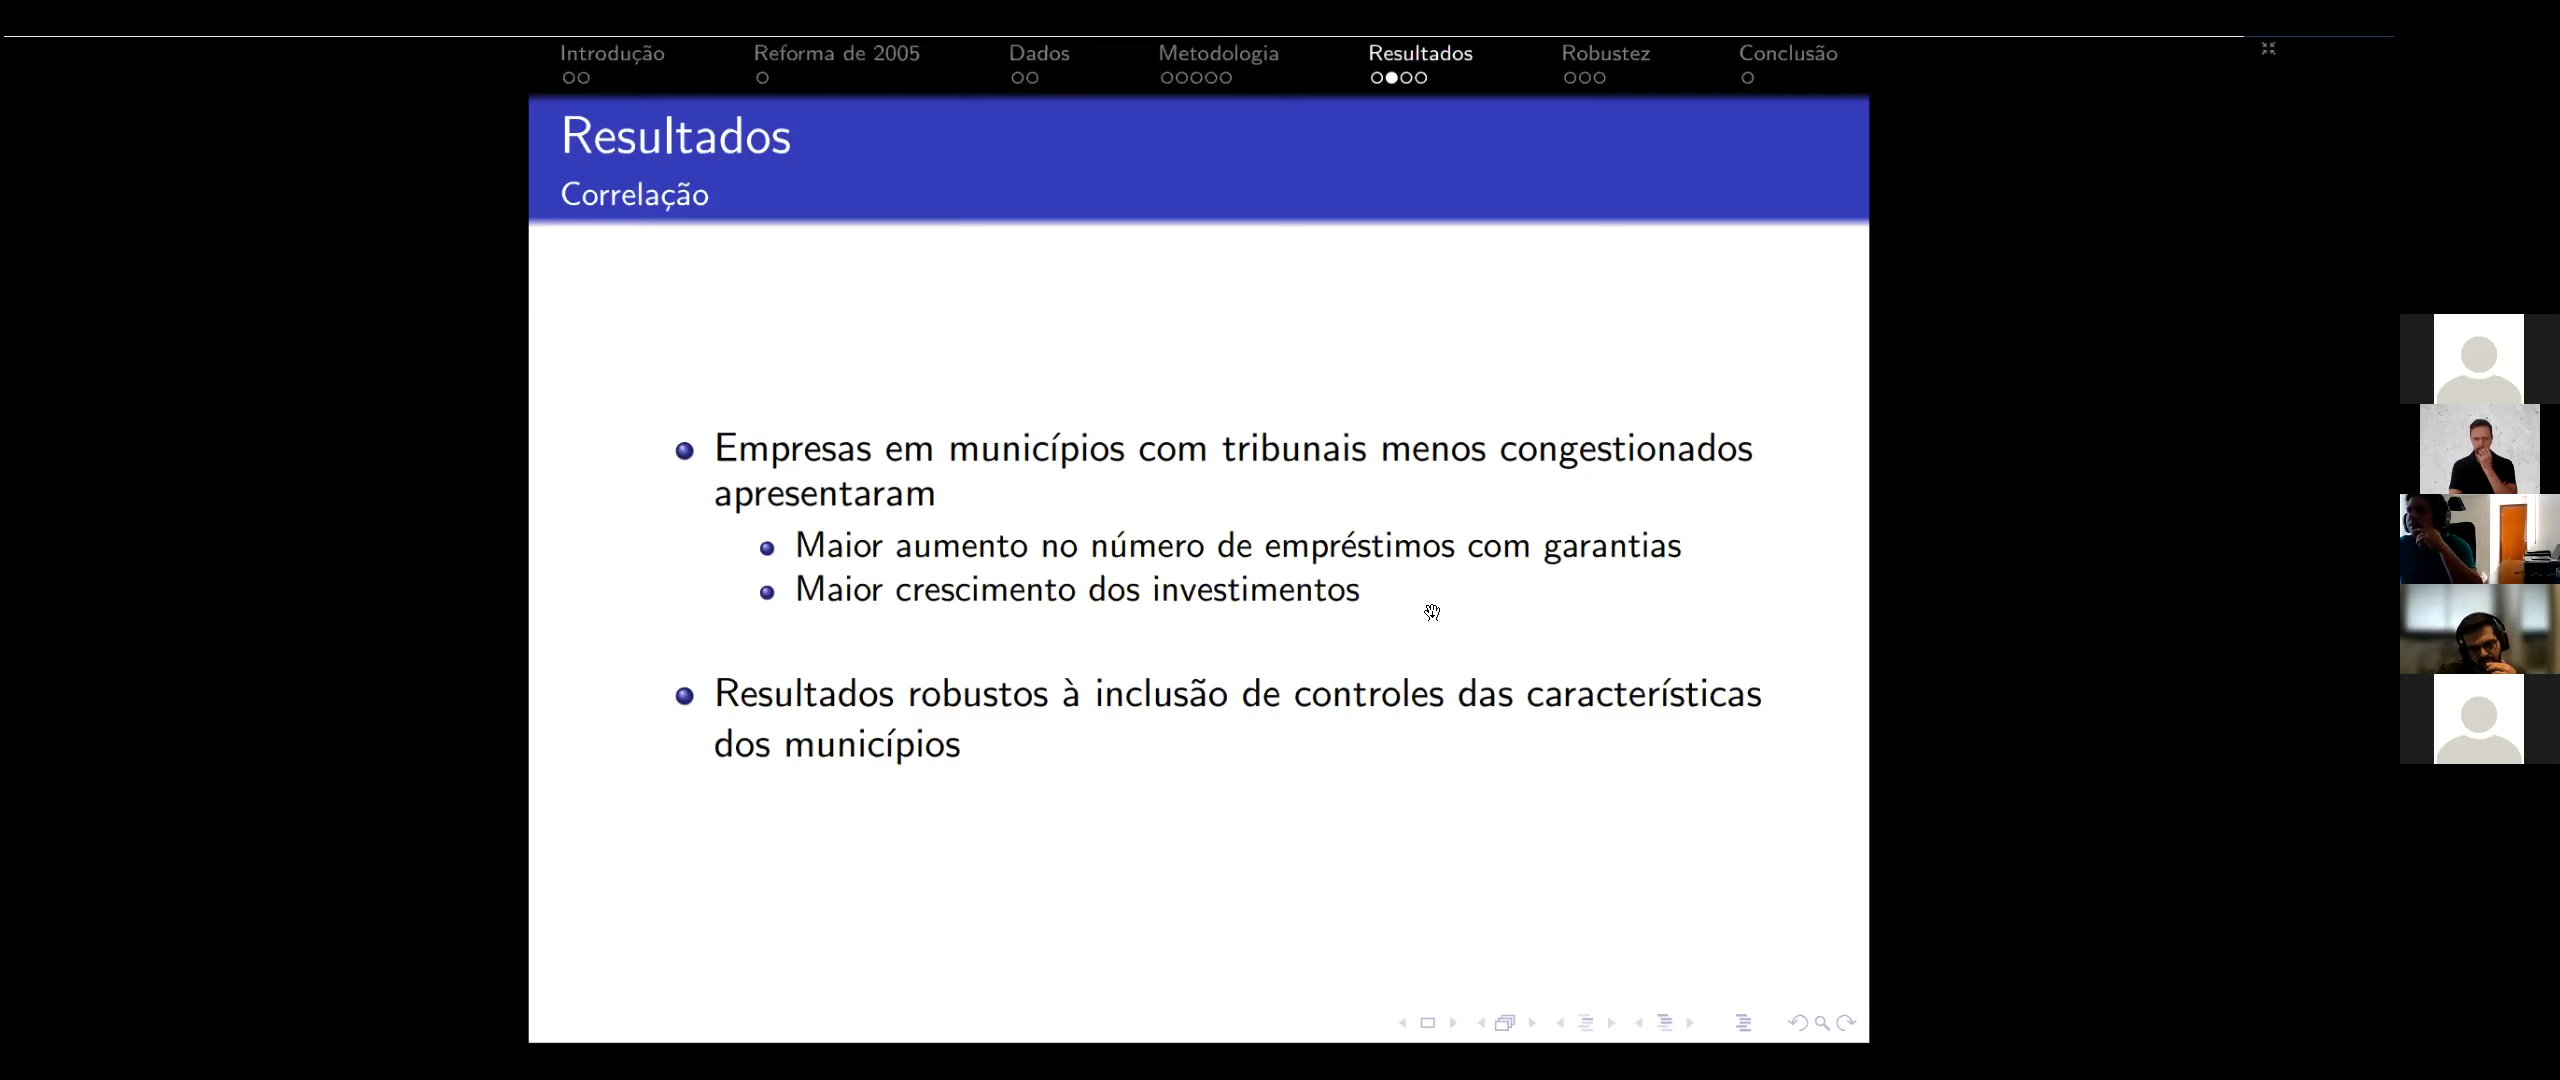 Introdução
Reforma de 2005
Dados
Metodologia
Resultados
Robustez
Conclusão
Resultados
Correlação
Empresas em municípios com tribunais menos congestionados
apresentaram
Maior aumento no número de empréstimos com garantias
Maior crescimento dos investimentos
Resultados robustos à inclusão de controles das características
dos municípios